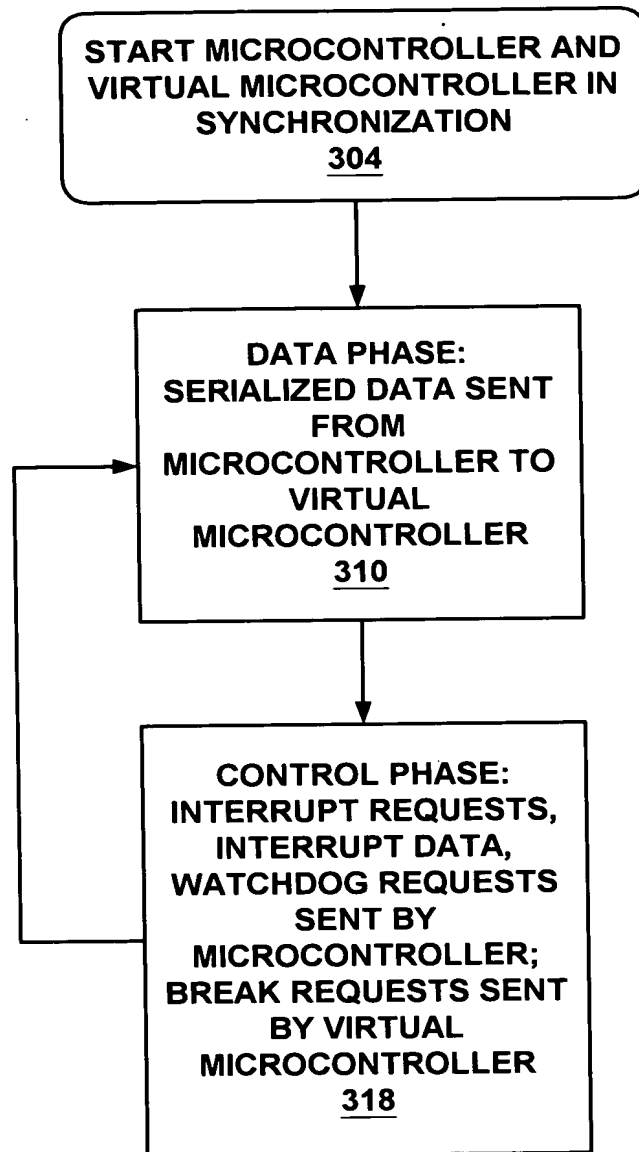 START MICROCONTROLLER AND
VIRTUAL MICROCONTROLLER IN
SYNCHRONIZATION
304
DATA PHASE:
SERIALIZED DATA SENT
FROM
MICROCONTROLLER TO
VIRTUAL
MICROCONTROLLER
310
CONTROL PHASE:
INTERRUPT REQUESTS,
INTERRUPT DATA,
WATCHDOG REQUESTS
SENT BY
MICROCONTROLLER;
BREAK REQUESTS SENT
BY VIRTUAL
MICROCONTROLLER
318